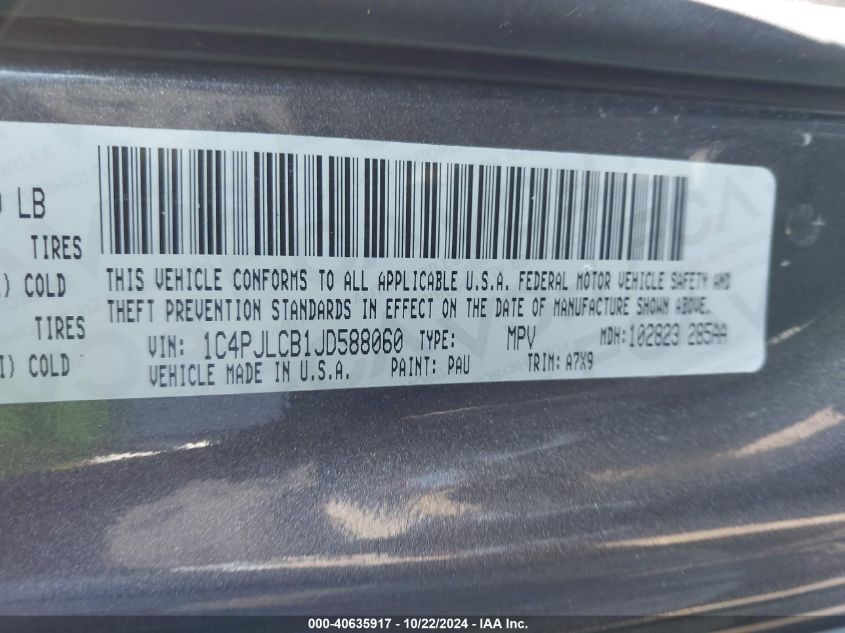 LB
TIRES
) COLD
TIRES
I) COLD
THIS VEHICLE CONFORMS TO ALL APPLICABLE U.S.A. FEDERAL MOTOR VEHICLE SAFETY AND
THEFT PREVENTION STANDARDS IN EFFECT ON THE DATE OF MANUFACTURE SHOWN ABOVE.
VIN: 1C4PJLCB1JD588060 TYPE: MPV MDH: 102823 285AA
VEHICLE MADE IN U.S.A. PAINT: PAU TRIM: A7X9
000-40635917 - 10/22/2024 - IAA Inc.